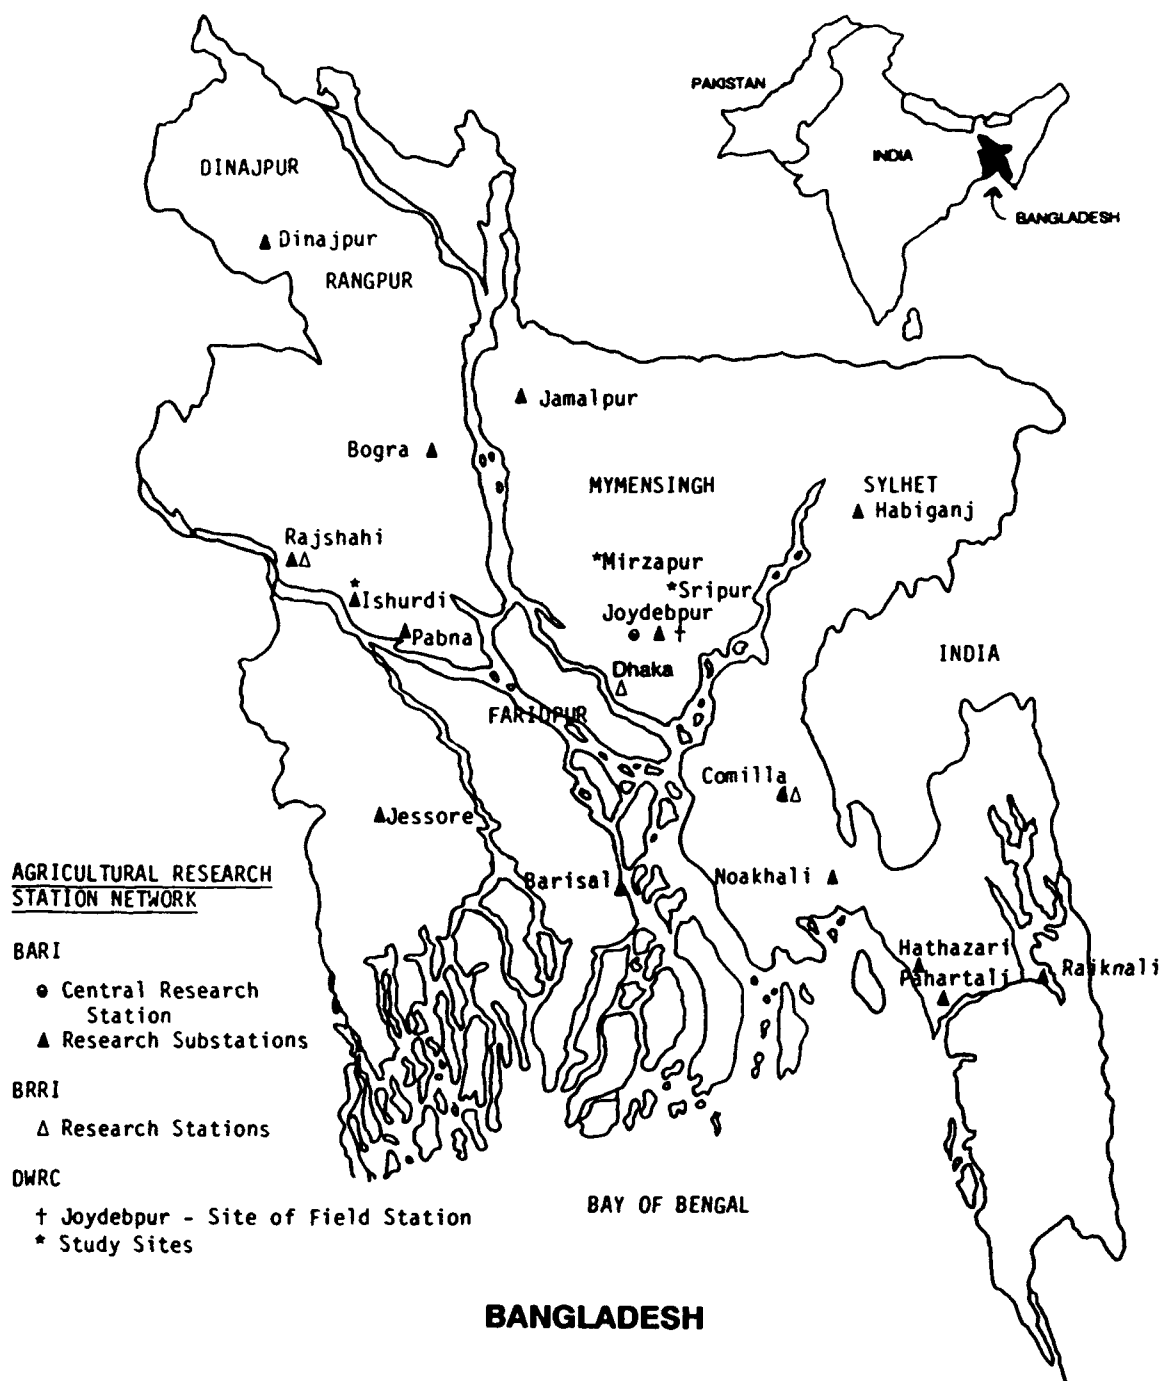 PAKISTAN
INDIA
BANGLADESH
DINAJPUR
▲ Dinajpur
RANGPUR
▲ Jamalpur
Bogra ▲
MYMENSINGH
SYLHET
▲ Habiganj
Rajshahi
▲△
*Mirzapur
*Sripur
*
▲Ishurdi
Joydebpur
▲ †
▲Pabna
INDIA
Dhaka
△
FARIDPUR
Comilla
▲△
▲Jessore
AGRICULTURAL RESEARCH
STATION NETWORK
Barisal▲
Noakhali ▲
BARI
Hathazari
▲
Pahartali
▲
▲ Raiknali
● Central Research
Station
▲ Research Substations
BRRI
△ Research Stations
DWRC
† Joydebpur - Site of Field Station
* Study Sites
BAY OF BENGAL
BANGLADESH